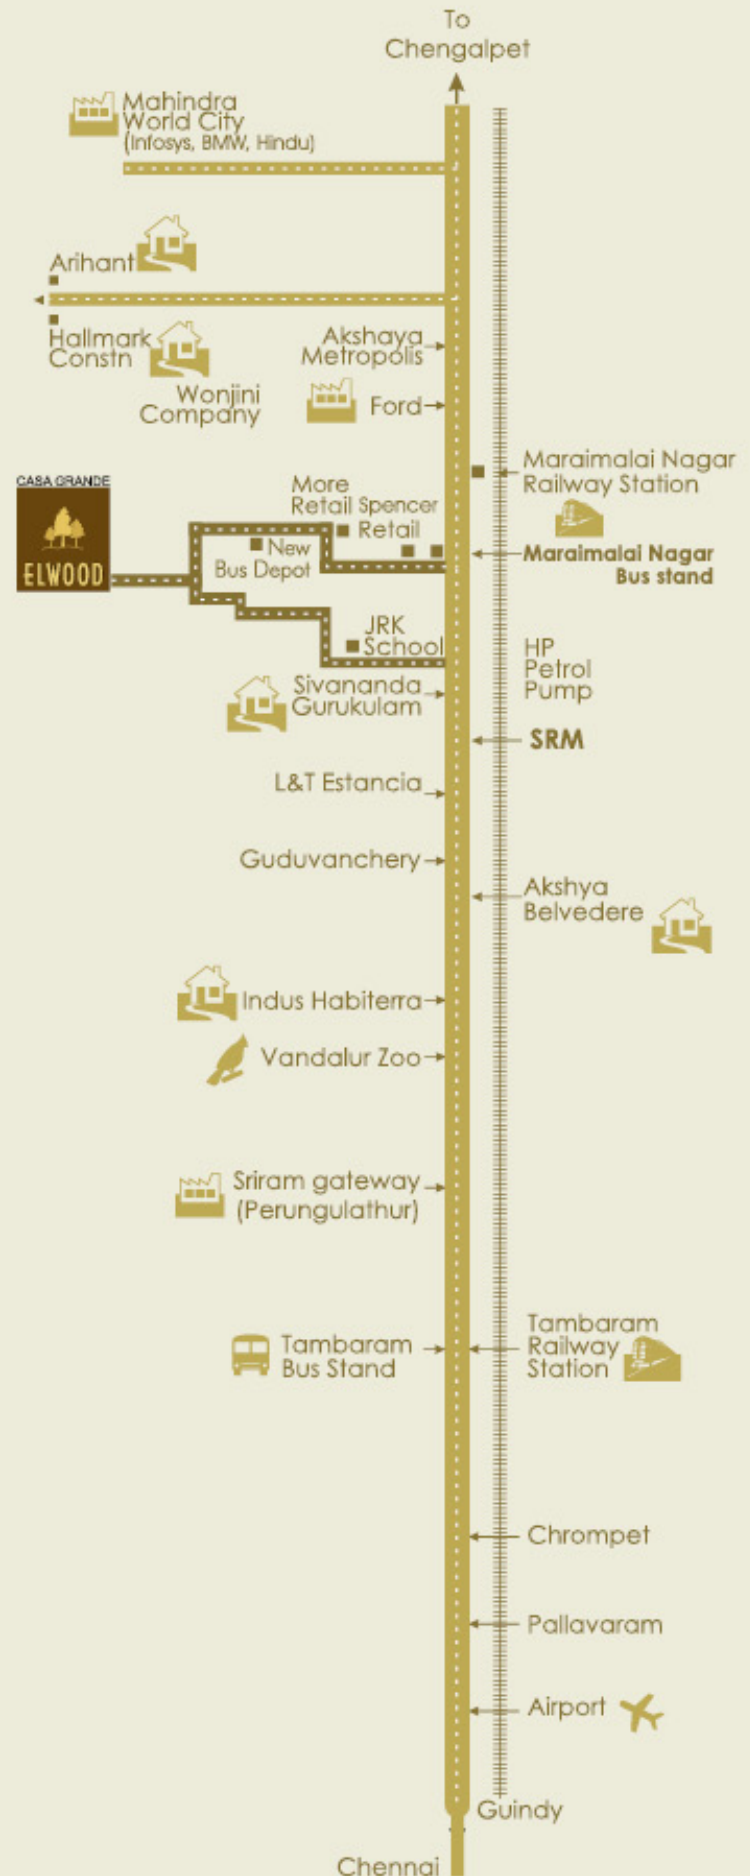 To
Chengalpet
Mahindra
World City
(Infosys, BMW, Hindu)
Arihant
Hallmark
Constn
Akshaya
Metropolis
Wonjini
Company
Ford
Maraimalai Nagar
Railway Station
CASA GRANDE
ELWOOD
More
Retail
Spencer
Retail
New
Bus Depot
Maraimalai Nagar
Bus stand
JRK
School
HP
Petrol
Pump
Sivananda
Gurukulam
SRM
L&T Estancia
Guduvanchery
Akshya
Belvedere
Indus Habiterra
Vandalur Zoo
Sriram gateway
(Perungulathur)
Tambaram
Bus Stand
Tambaram
Railway
Station
Chrompet
Pallavaram
Airport
Guindy
Chennai